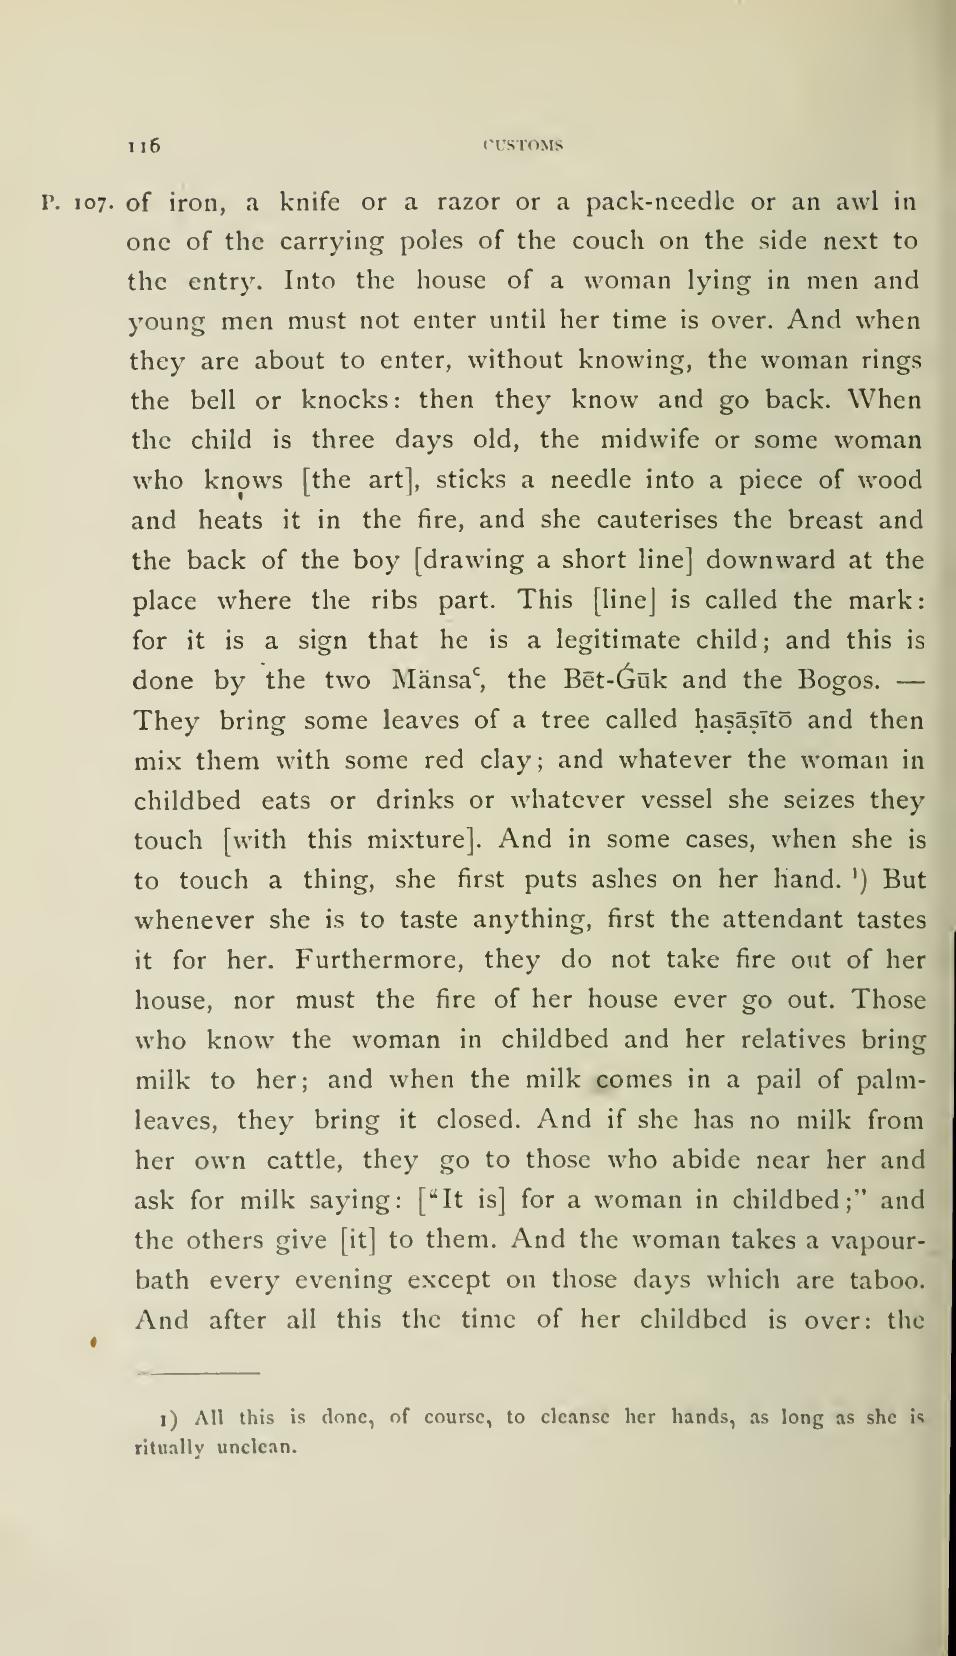 116 CUSTOMS
P. 107. of iron, a knife or a razor or a pack-needle or an awl in
one of the carrying poles of the couch on the side next to
the entry. Into the house of a woman lying in men and
young men must not enter until her time is over. And when
they are about to enter, without knowing, the woman rings
the bell or knocks: then they know and go back. When
the child is three days old, the midwife or some woman
who knows [the art], sticks a needle into a piece of wood
and heats it in the fire, and she cauterises the breast and
the back of the boy [drawing a short line] downward at the
place where the ribs part. This [line] is called the mark:
for it is a sign that he is a legitimate child; and this is
done by the two Mänsaʿ, the Bēt-Ǵūk and the Bogos. —
They bring some leaves of a tree called ḥaṣāṣītō and then
mix them with some red clay; and whatever the woman in
childbed eats or drinks or whatever vessel she seizes they
touch [with this mixture]. And in some cases, when she is
to touch a thing, she first puts ashes on her hand. ¹) But
whenever she is to taste anything, first the attendant tastes
it for her. Furthermore, they do not take fire out of her
house, nor must the fire of her house ever go out. Those
who know the woman in childbed and her relatives bring
milk to her; and when the milk comes in a pail of palm-
leaves, they bring it closed. And if she has no milk from
her own cattle, they go to those who abide near her and
ask for milk saying: [“It is] for a woman in childbed;” and
the others give [it] to them. And the woman takes a vapour-
bath every evening except on those days which are taboo.
And after all this the time of her childbed is over: the
1) All this is done, of course, to cleanse her hands, as long as she is
ritually unclean.